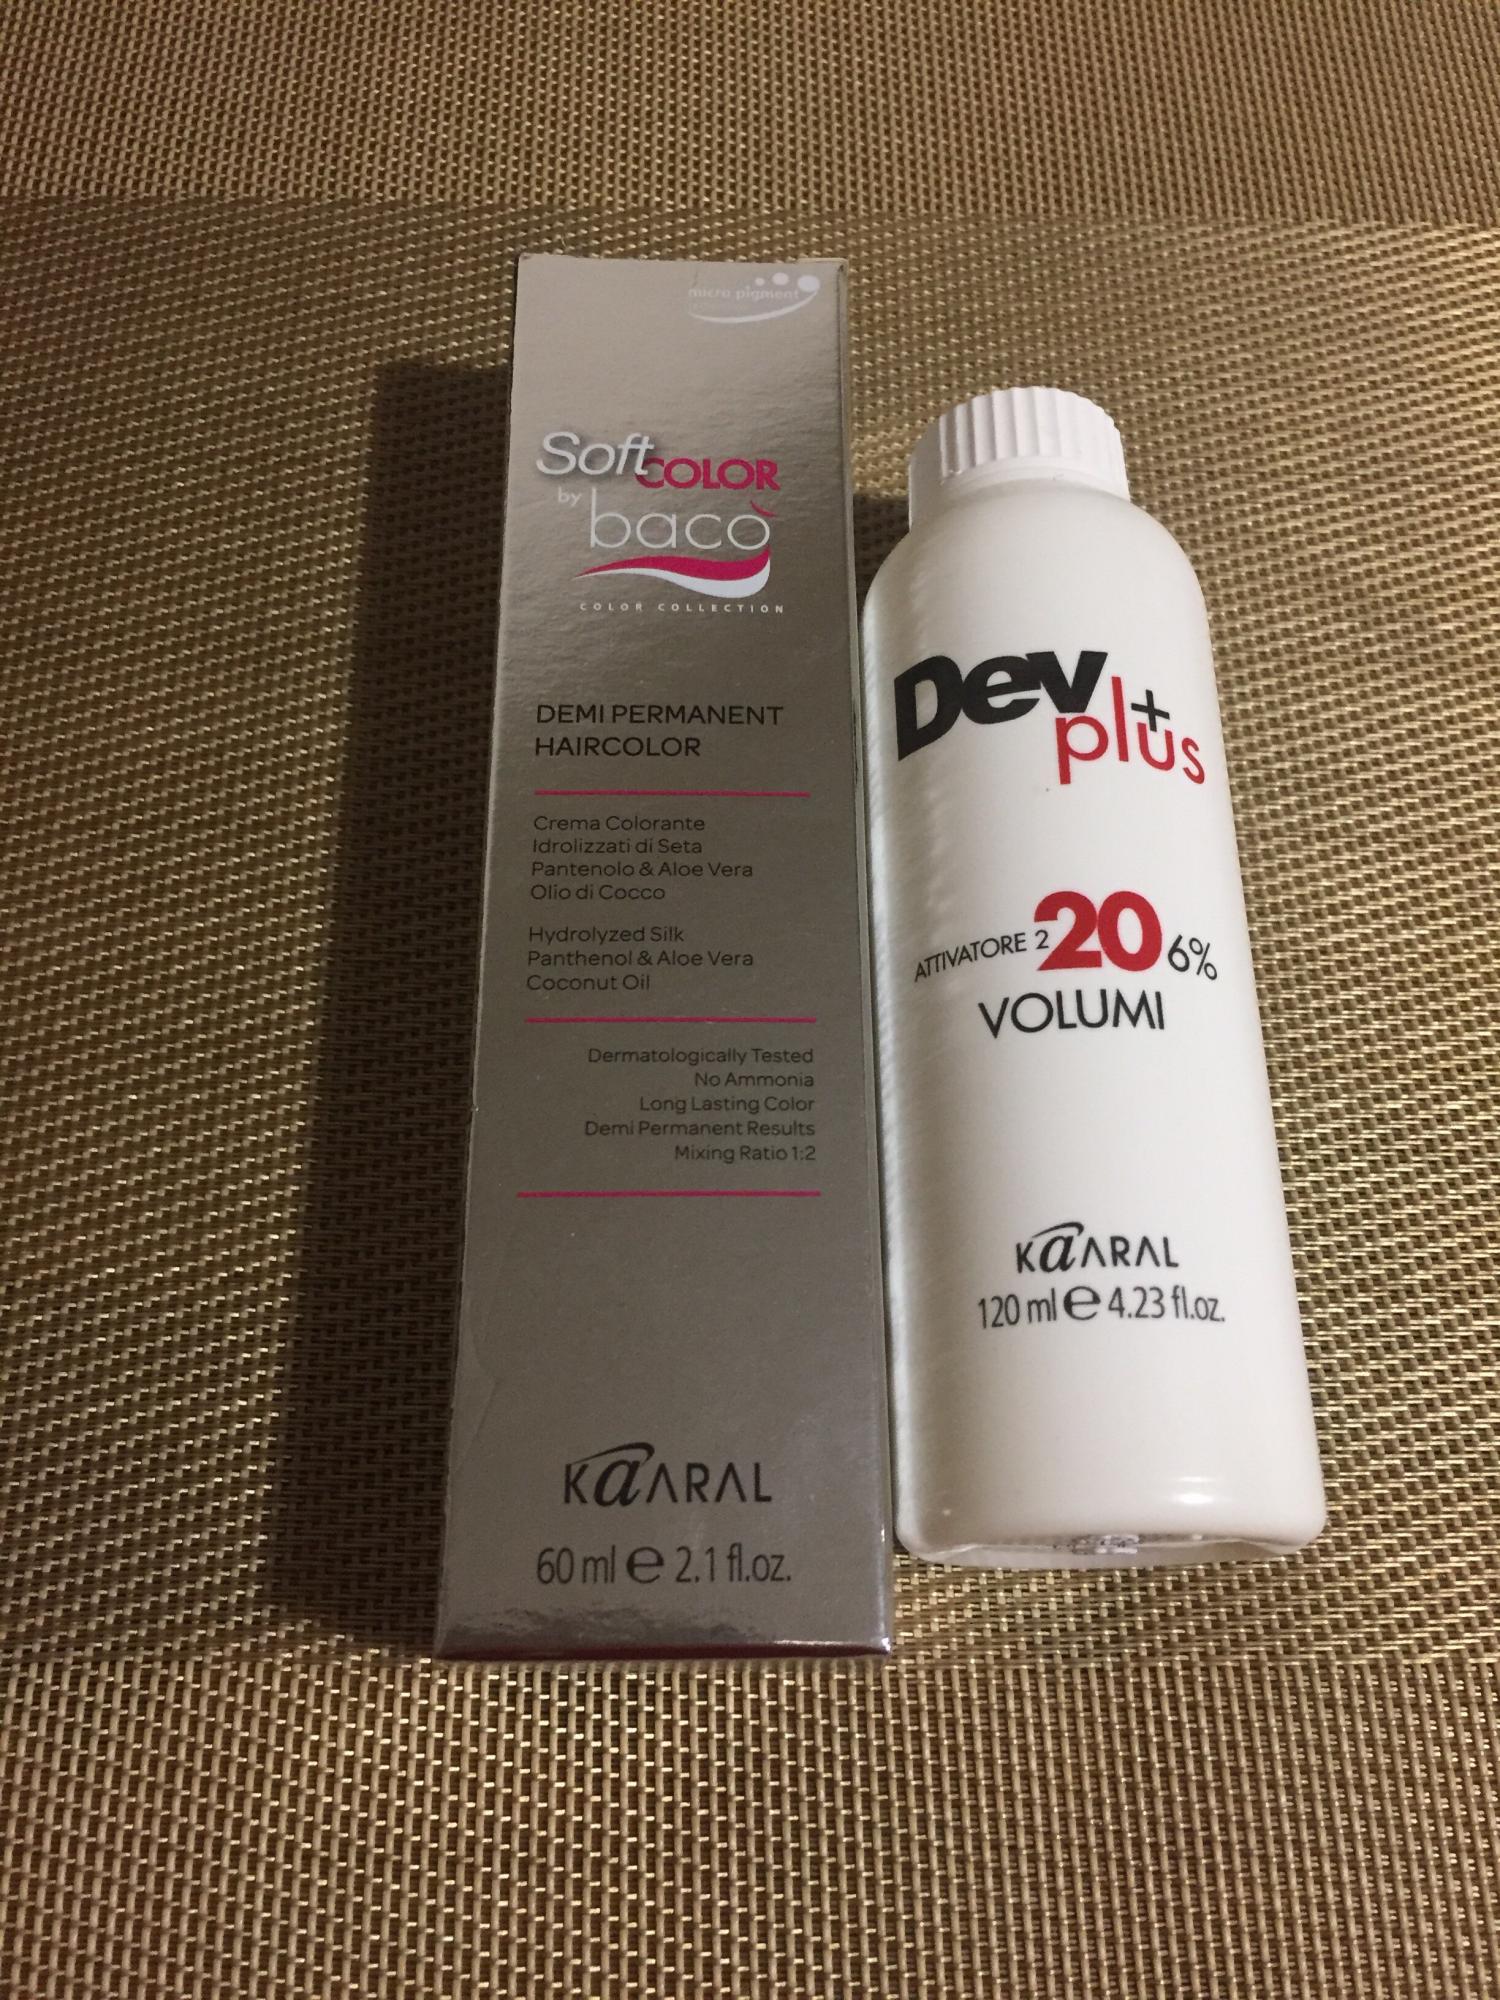 micro pigment
Soft COLOR
by bacò
COLOR COLLECTION
DEMI PERMANENT
HAIRCOLOR
Crema Colorante
Idrolizzati di Seta
Pantenolo & Aloe Vera
Olio di Cocco
Hydrolyzed Silk
Panthenol & Aloe Vera
Coconut Oil
Dermatologically Tested
No Ammonia
Long Lasting Color
Demi Permanent Results
Mixing Ratio 1:2
KaARAL
60 ml e 2.1 fl.oz.
Dev
plus +
ATTIVATORE 2 20 6%
VOLUMI
KaARAL
120 ml e 4.23 fl.oz.